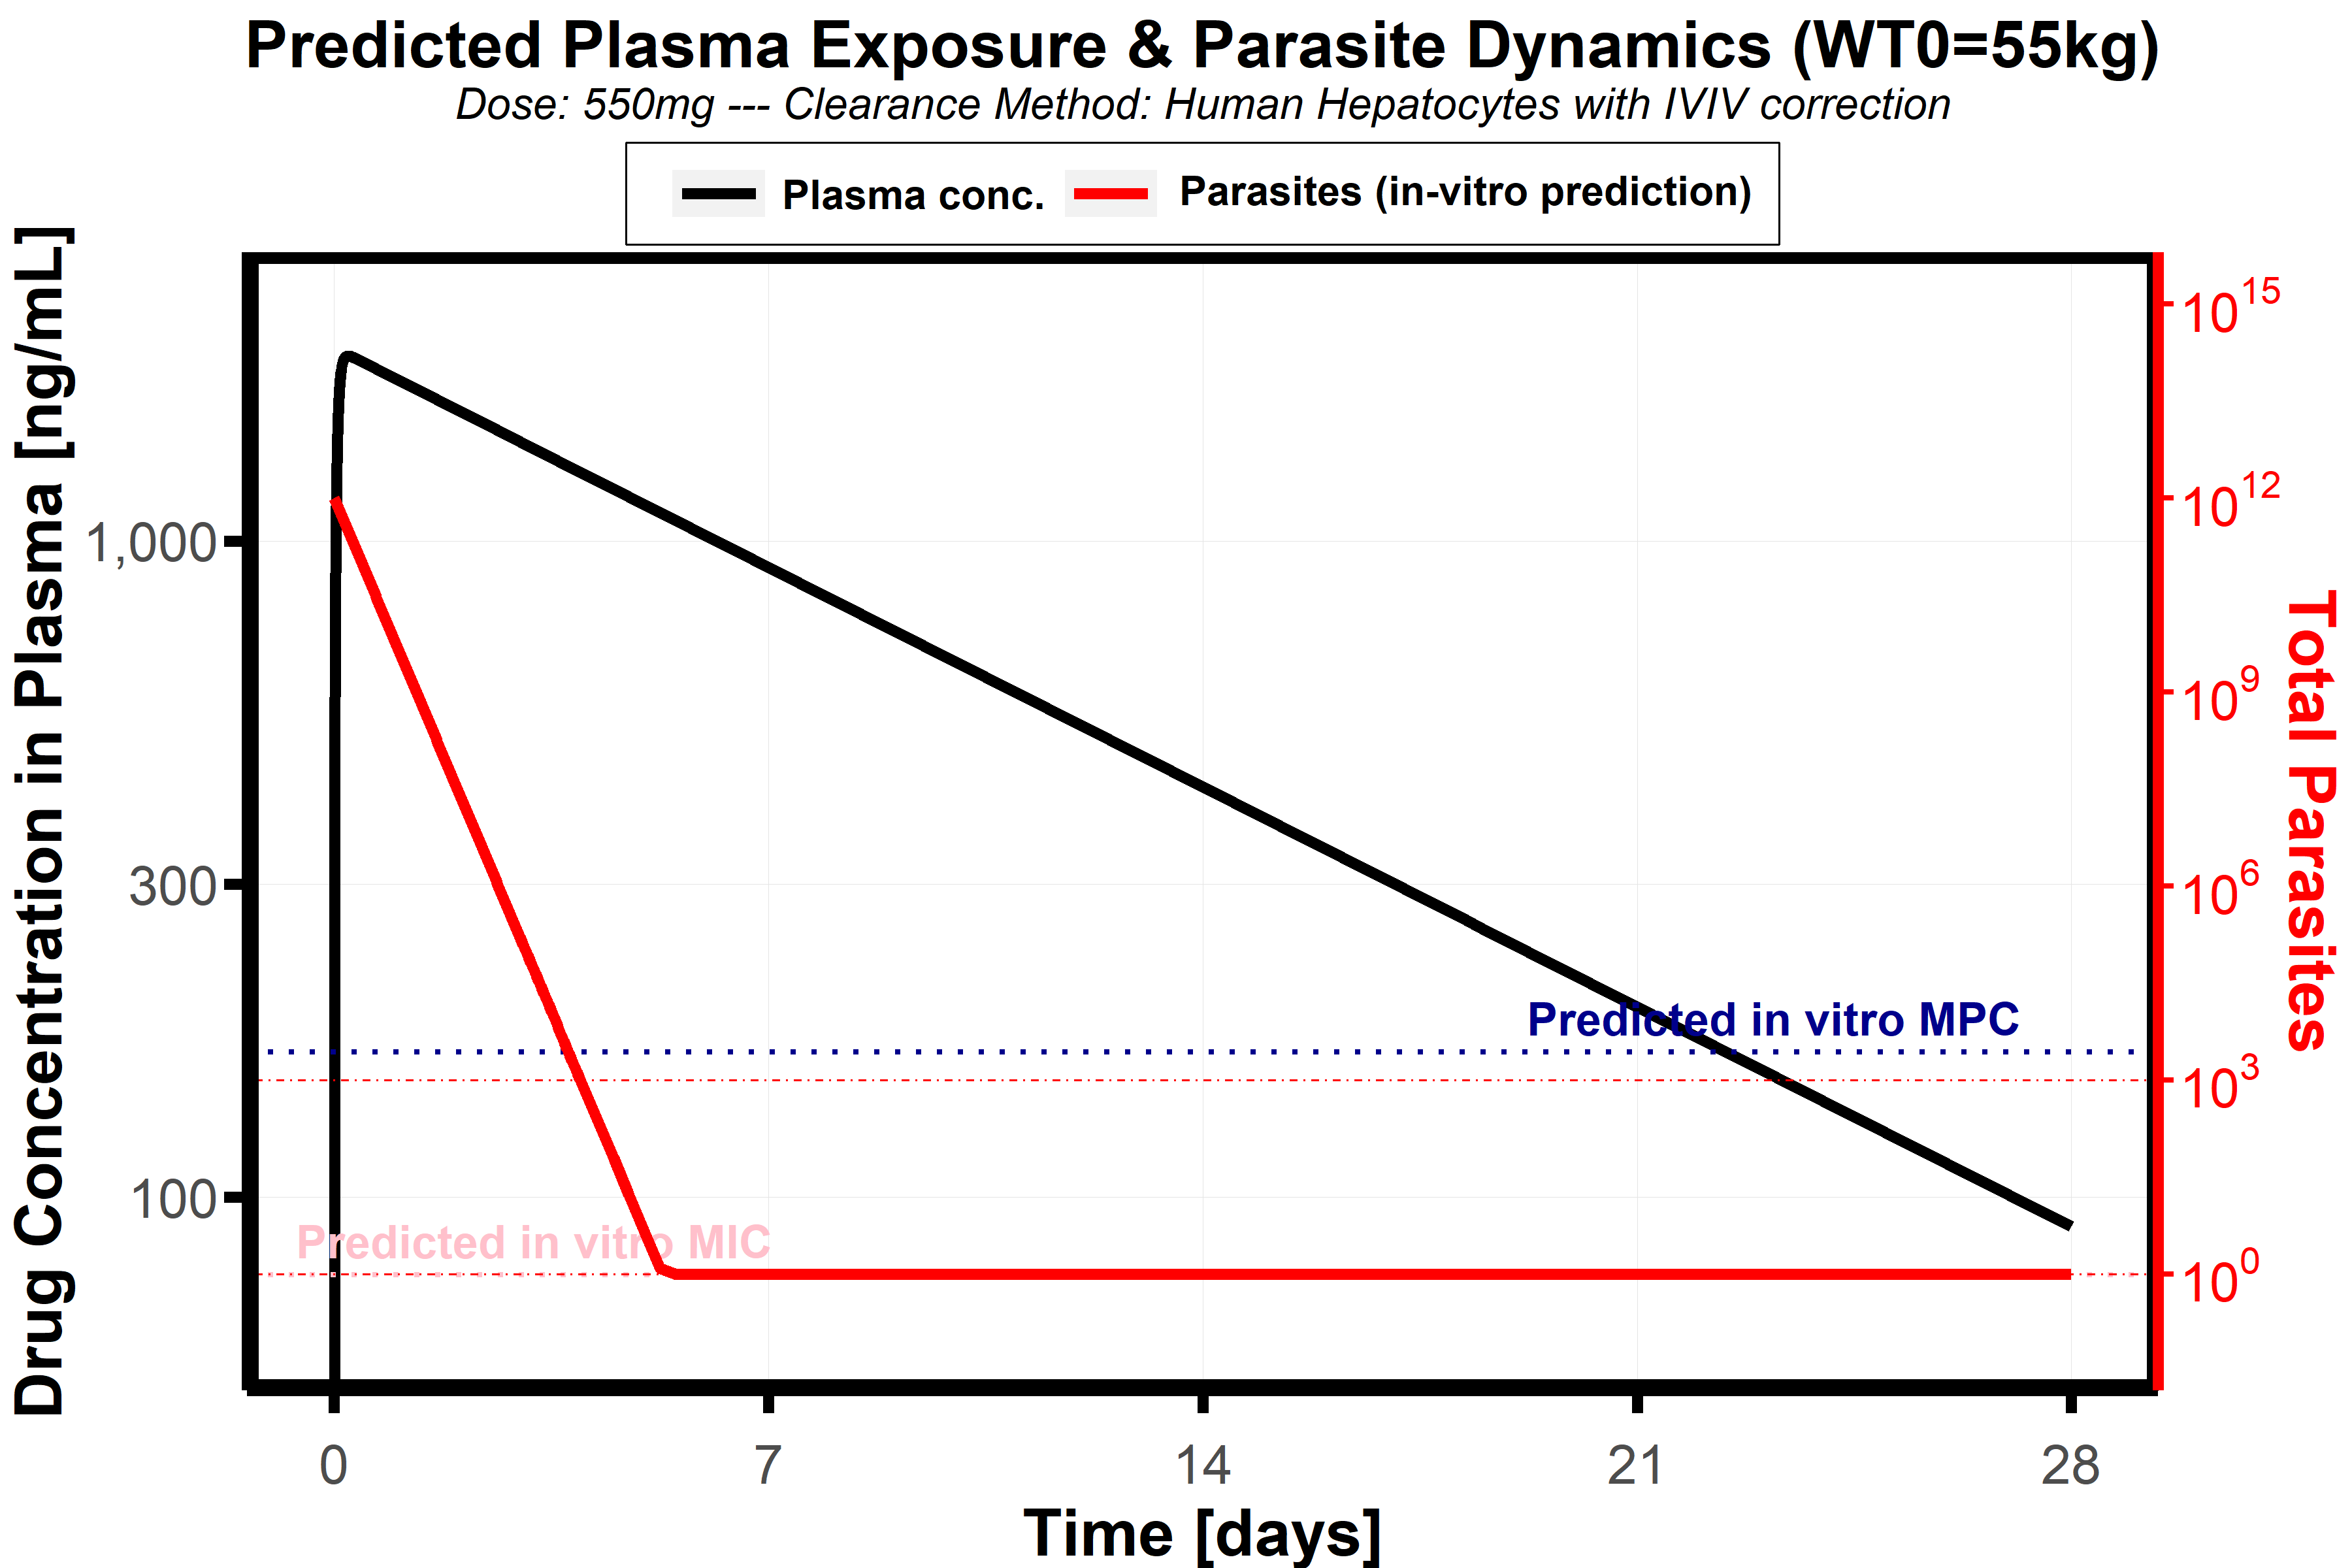 Predicted Plasma Exposure & Parasite Dynamics (WT0=55kg)
Dose: 550mg --- Clearance Method: Human Hepatocytes with IVIV correction
Plasma conc.
Parasites (in-vitro prediction)
Drug Concentration in Plasma [ng/mL]
1,000
300
100
10^15
10^12
10^9
10^6
10^3
10^0
Total Parasites
Predicted in vitro MPC
Predicted in vitro MIC
0
7
14
21
28
Time [days]